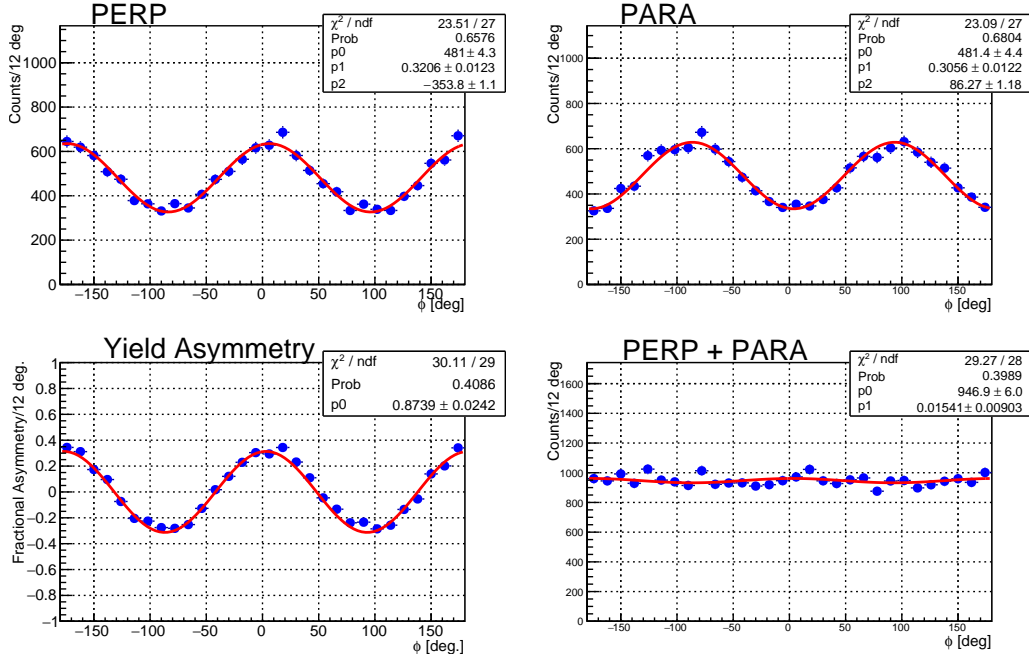 PERP
χ² / ndf 23.51 / 27
Prob 0.6576
p0 481 ± 4.3
p1 0.3206 ± 0.0123
p2 −353.8 ± 1.1
Counts/12 deg
1000
800
600
400
200
0
−150 −100 −50 0 50 100 150
ϕ [deg]
PARA
χ² / ndf 23.09 / 27
Prob 0.6804
p0 481.4 ± 4.4
p1 0.3056 ± 0.0122
p2 86.27 ± 1.18
Counts/12 deg
1000
800
600
400
200
0
−150 −100 −50 0 50 100 150
ϕ [deg]
Yield Asymmetry
χ² / ndf 30.11 / 29
Prob 0.4086
p0 0.8739 ± 0.0242
Fractional Asymmetry/12 deg.
1
0.8
0.6
0.4
0.2
0
−0.2
−0.4
−0.6
−0.8
−1
−150 −100 −50 0 50 100 150
ϕ [deg.]
PERP + PARA
χ² / ndf 29.27 / 28
Prob 0.3989
p0 946.9 ± 6.0
p1 0.01541 ± 0.00903
Counts/12 deg
1600
1400
1200
1000
800
600
400
200
0
−150 −100 −50 0 50 100 150
ϕ [deg]